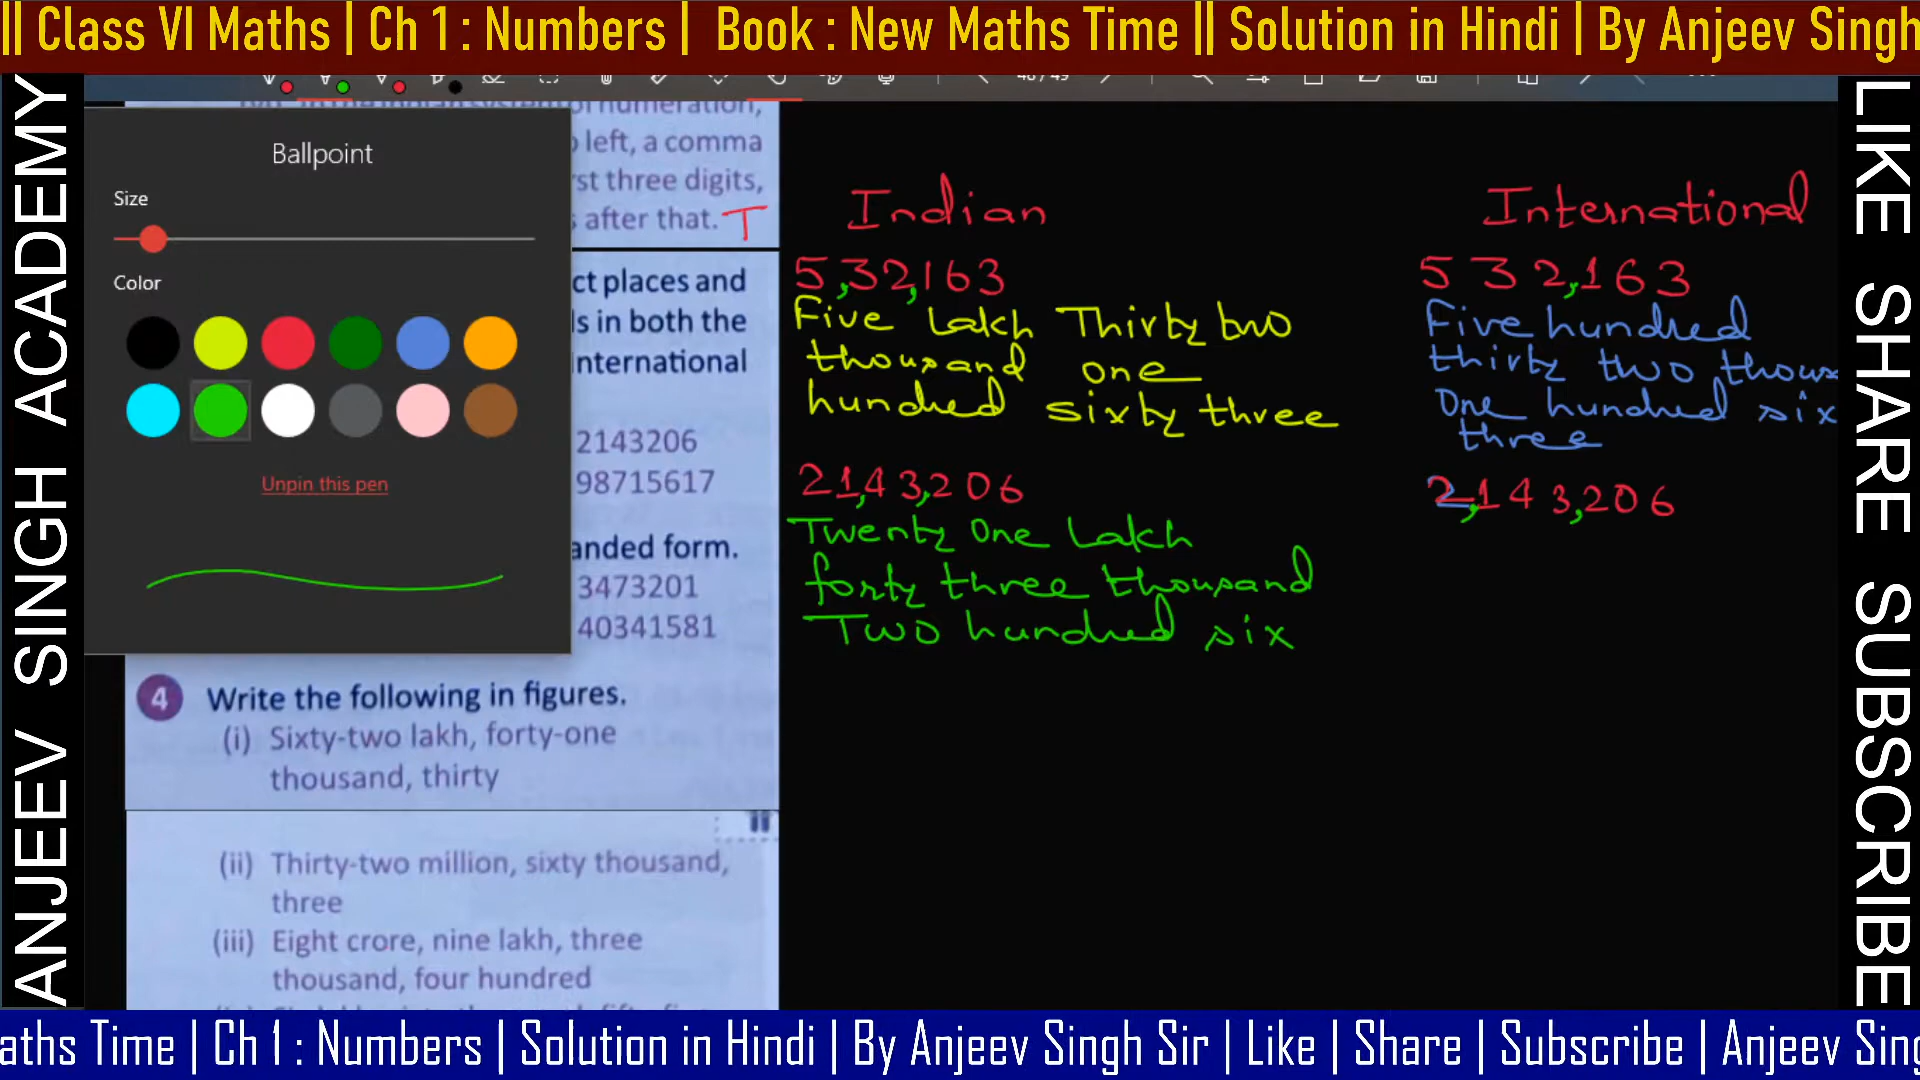 || Class VI Maths | Ch 1 : Numbers | Book : New Maths Time || Solution in Hindi | By Anjeev Singh
ANJEEV SINGH ACADEMY
48/49
Ballpoint
Size
Color
Unpin this pen
of numeration,
left, a comma
three digits,
after that. T
places and
in both the
2143206
98715617
form.
3473201
40341581
4 Write the following in figures.
(i) Sixty-two lakh, forty-one
thousand, thirty
(ii) Thirty-two million, sixty thousand,
three
(iii) Eight crore, nine lakh, three
thousand, four hundred
Indian
5,32,163
Five Lakh Thirty two
thousand one
hundred sixty three
21,43,206
Twenty One Lakh
forty three thousand
Two hundred six
International
532,163
Five hundred
thirty two
One hundred six
three
2,143,206
LIKE SHARE SUBSCRIBE
aths Time | Ch 1 : Numbers | Solution in Hindi | By Anjeev Singh Sir | Like | Share | Subscribe | Anjeev Sin